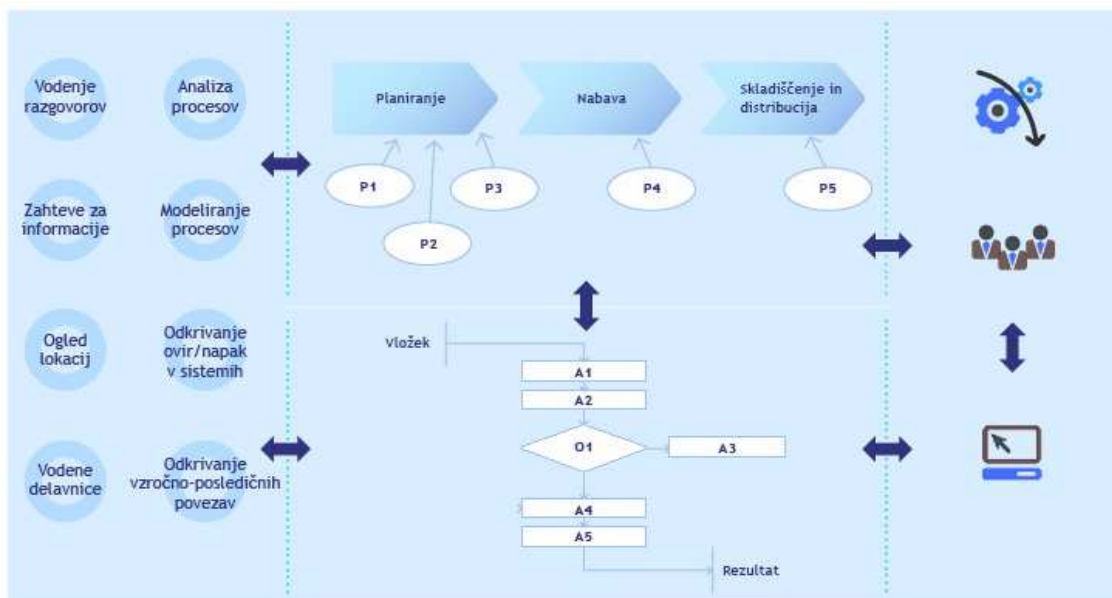 Vodenje
razgovorov
Analiza
procesov
Zahteve za
informacije
Modeliranje
procesov
Ogled
lokacij
Odkrivanje
ovir/napak
v sistemih
Vodene
delavnice
Odkrivanje
vzročno-posledičnih
povezav
Planiranje
Nabava
Skladiščenje in
distribucija
P1
P2
P3
P4
P5
Vložek
A1
A2
O1
A3
A4
A5
Rezultat